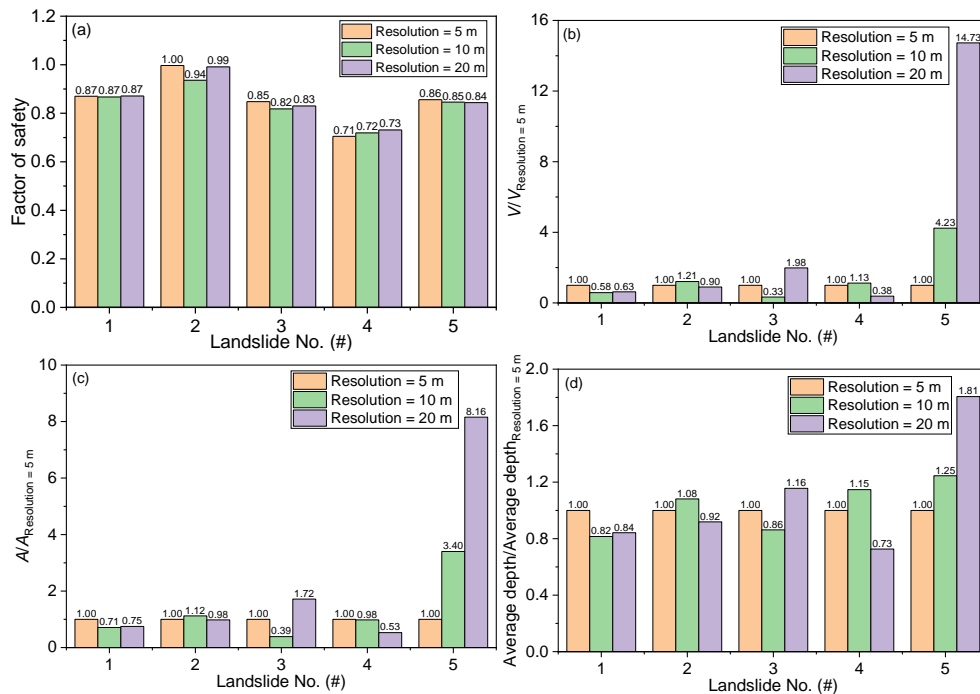 (a)
Resolution = 5 m
Resolution = 10 m
Resolution = 20 m
1.2
1.0
0.8
0.6
0.4
0.2
0.0
Factor of safety
0.87 0.87 0.87
1.00 0.94 0.99
0.85 0.82 0.83
0.71 0.72 0.73
0.86 0.85 0.84
1 2 3 4 5
Landslide No. (#)
(b)
Resolution = 5 m
Resolution = 10 m
Resolution = 20 m
16
12
8
4
0
V/V Resolution = 5 m
1.00 0.58 0.63
1.00 1.21 0.90
1.00 0.33 1.98
1.00 1.13 0.38
1.00 4.23 14.73
1 2 3 4 5
Landslide No. (#)
(c)
Resolution = 5 m
Resolution = 10 m
Resolution = 20 m
10
8
6
4
2
0
A/A Resolution = 5 m
1.00 0.71 0.75
1.00 1.12 0.98
1.00 0.39 1.72
1.00 0.98 0.53
1.00 3.40 8.16
1 2 3 4 5
Landslide No. (#)
(d)
Resolution = 5 m
Resolution = 10 m
Resolution = 20 m
2.0
1.6
1.2
0.8
0.4
0.0
Average depth/Average depth Resolution = 5 m
1.00 0.82 0.84
1.00 1.08 0.92
1.00 0.86 1.16
1.00 1.15 0.73
1.00 1.25 1.81
1 2 3 4 5
Landslide No. (#)